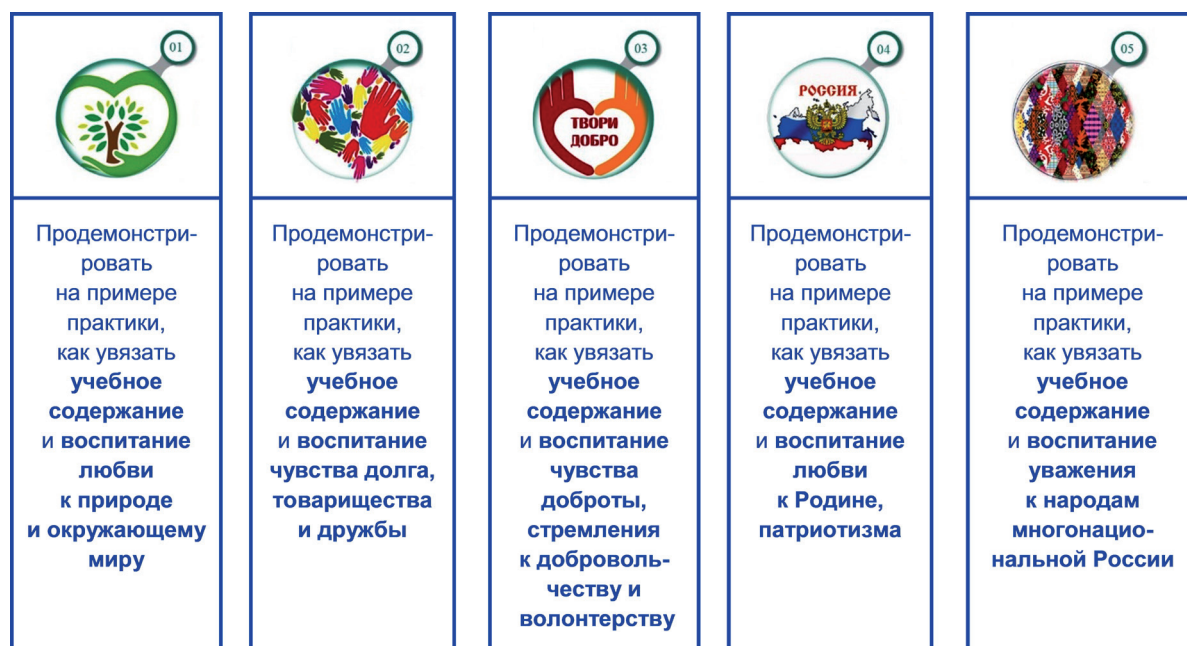 01
Продемонстри-
ровать
на примере
практики,
как увязать
учебное
содержание
и воспитание
любви
к природе
и окружающему
миру
02
Продемонстри-
ровать
на примере
практики,
как увязать
учебное
содержание
и воспитание
чувства долга,
товарищества
и дружбы
03
ТВОРИ
ДОБРО
Продемонстри-
ровать
на примере
практики,
как увязать
учебное
содержание
и воспитание
чувства
доброты,
стремления
к доброволь-
честву и
волонтерству
04
РОССИЯ
Продемонстри-
ровать
на примере
практики,
как увязать
учебное
содержание
и воспитание
любви
к Родине,
патриотизма
05
Продемонстри-
ровать
на примере
практики,
как увязать
учебное
содержание
и воспитание
уважения
к народам
многонацио-
нальной России